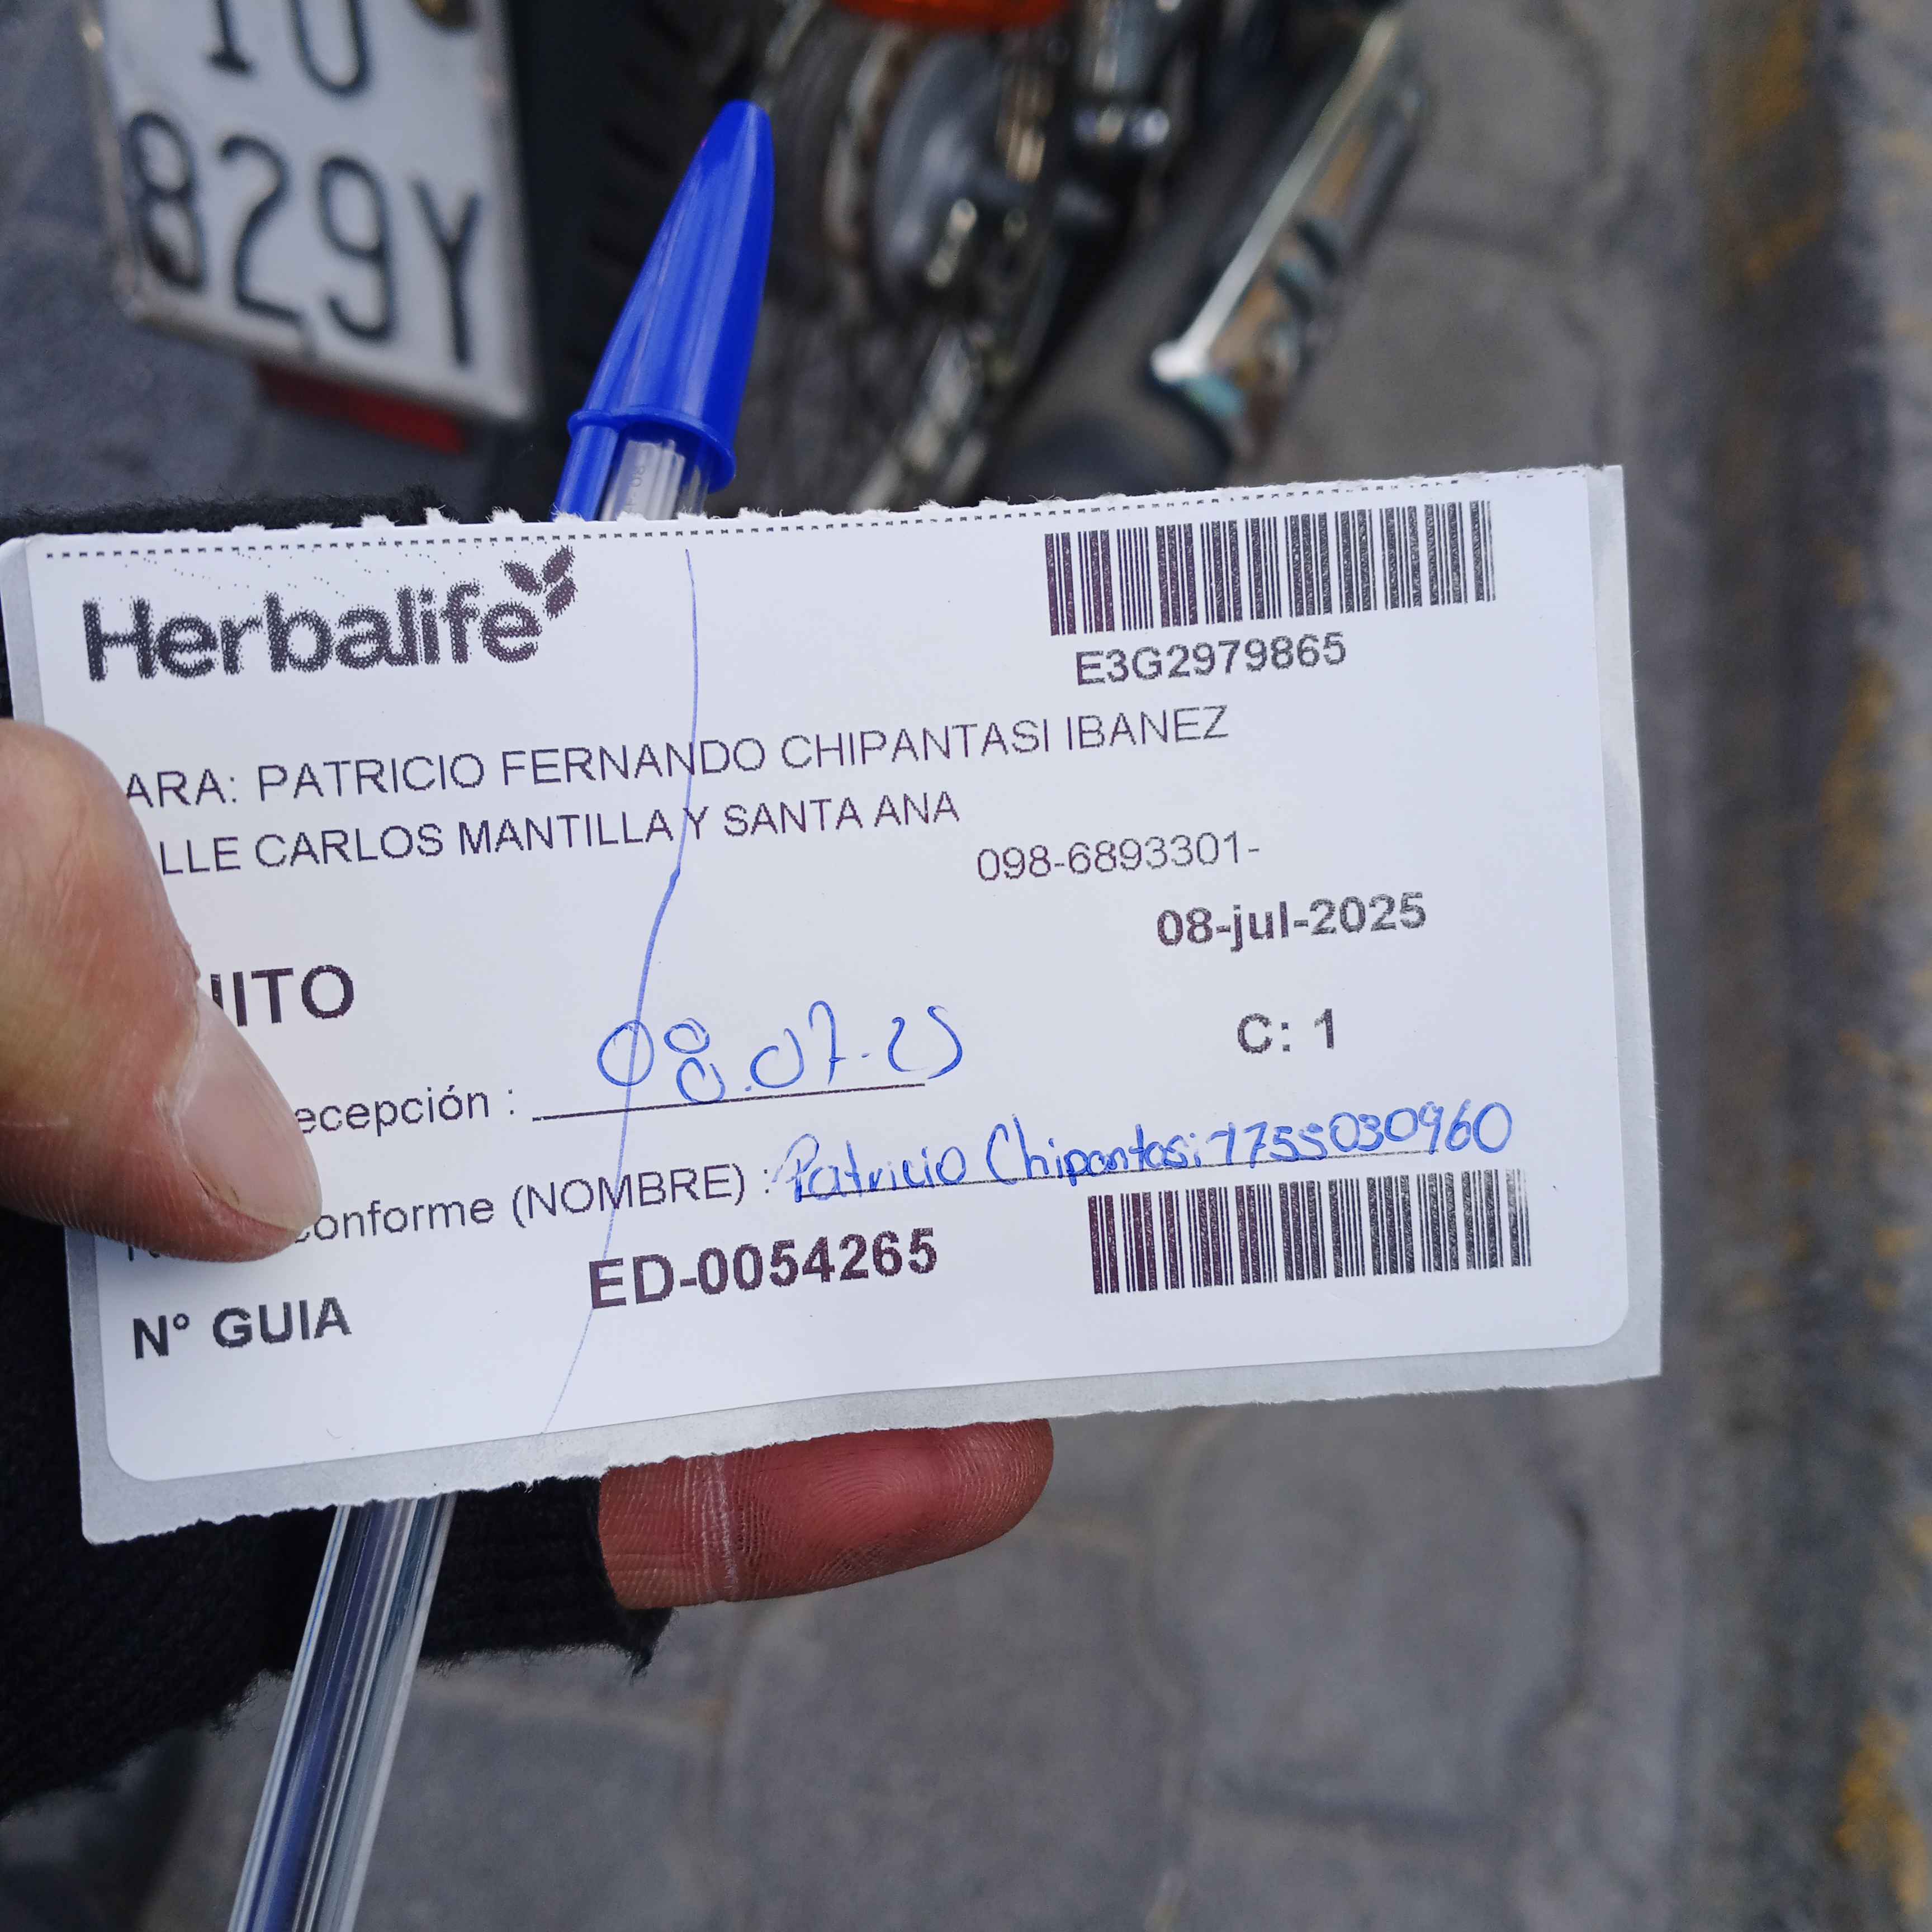 IU
829Y
Herbalife
E3G2979865
ARA: PATRICIO FERNANDO CHIPANTASI IBANEZ
LLE CARLOS MANTILLA Y SANTA ANA
098-6893301-
08-jul-2025
UITO
C: 1
ecepción : 08.07-25
conforme (NOMBRE) : Patricio Chipantasi 1755030960
N° GUIA ED-0054265